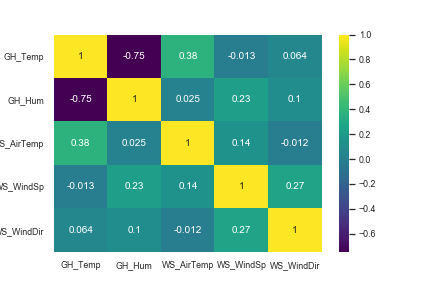 GH_Temp 1 -0.75 0.38 -0.013 0.064
GH_Hum -0.75 1 0.025 0.23 0.1
WS_AirTemp 0.38 0.025 1 0.14 -0.012
WS_WindSp -0.013 0.23 0.14 1 0.27
WS_WindDir 0.064 0.1 -0.012 0.27 1
GH_Temp GH_Hum WS_AirTemp WS_WindSp WS_WindDir
1.0
0.8
0.6
0.4
0.2
0.0
−0.2
−0.4
−0.6